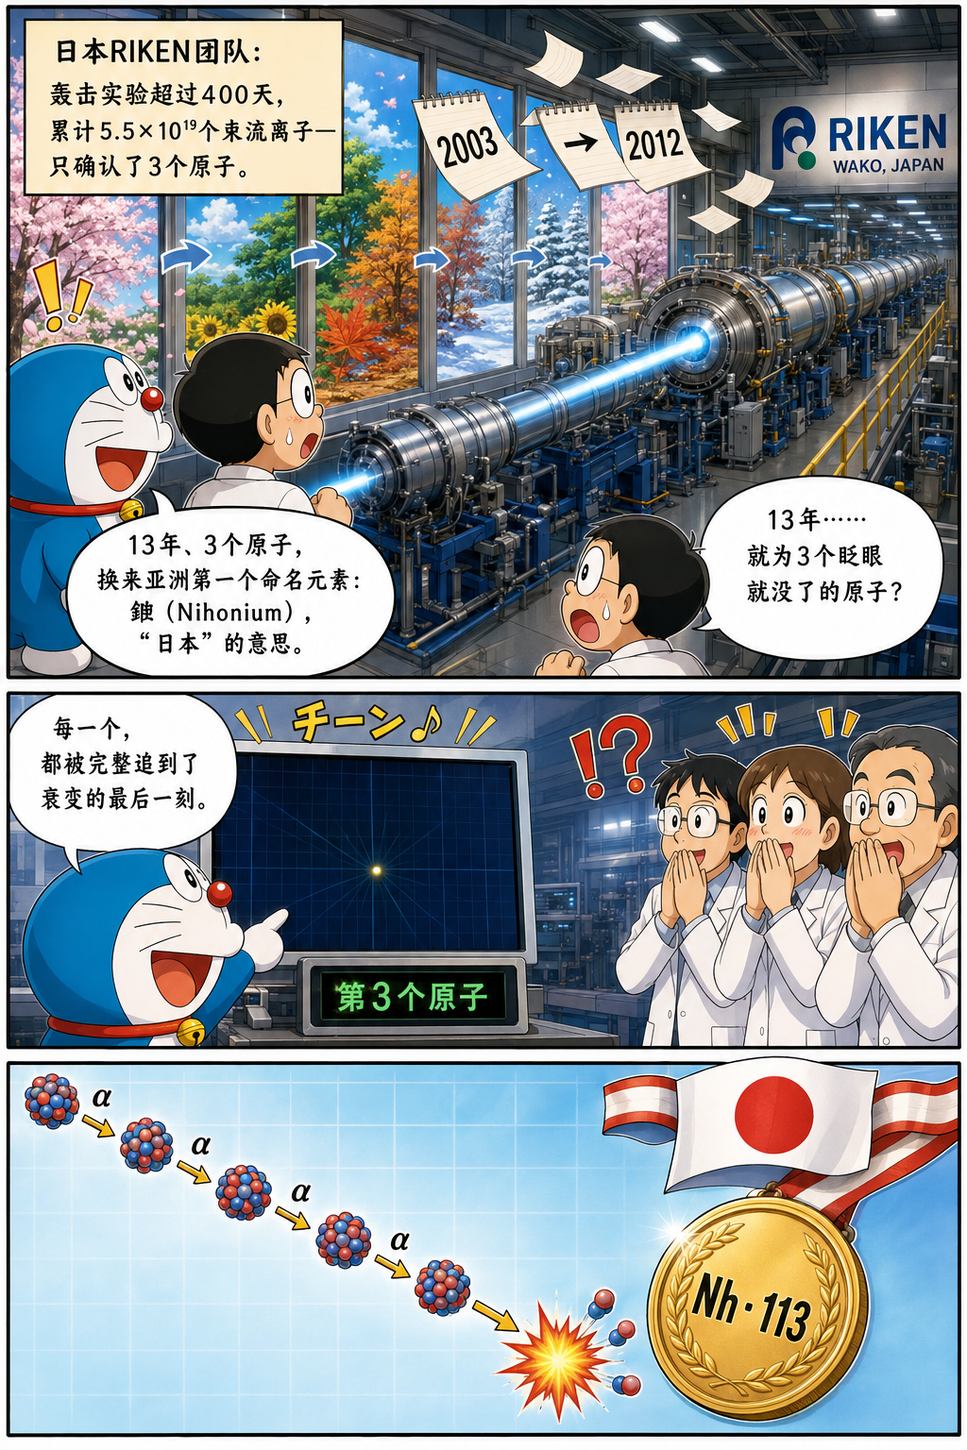 日本RIKEN团队：
轰击实验超过400天，
累计5.5×10¹⁹个束流离子—
只确认了3个原子。
2003
→
2012
RIKEN
WAKO, JAPAN
!!
13年、3个原子，
换来亚洲第一个命名元素：
鉨（Nihonium），
“日本”的意思。
13年……
就为3个眨眼
就没了的原子？
每一个，
都被完整追到了
衰变的最后一刻。
チーン♪
!?
第3个原子
α
α
α
α
Nh·113